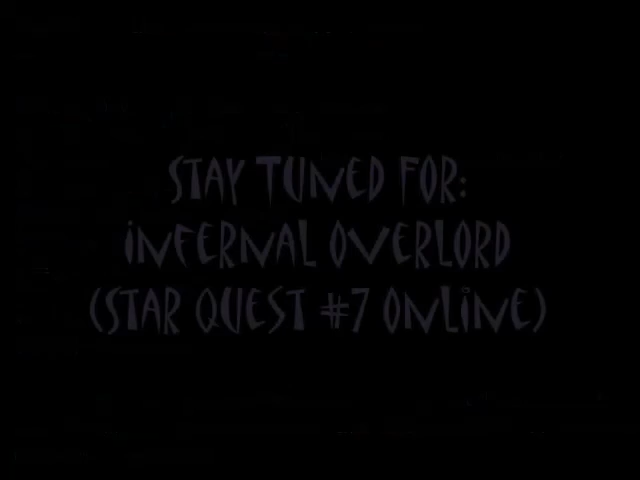 STAY TUNED FOR:
INFERNAL OVERLORD
(STAR QUEST #7 ONLINE)